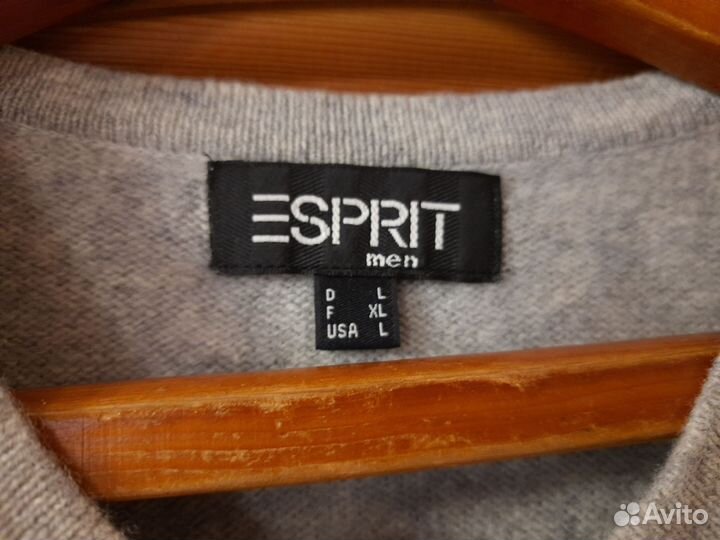 ESPRIT
men
D L
F XL
USA L
Avito